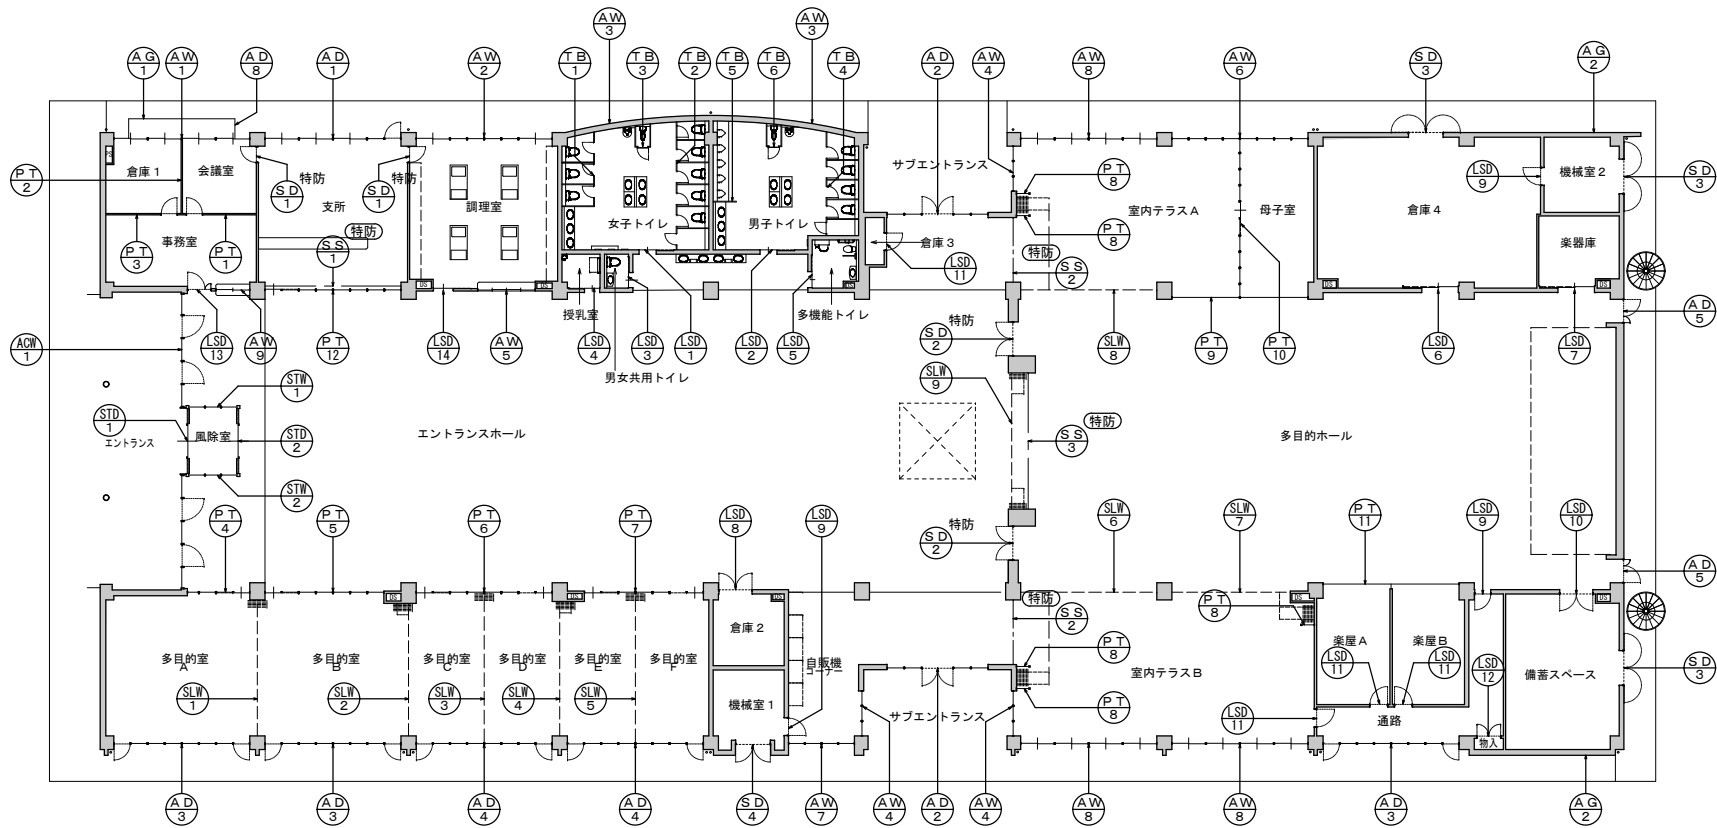 AW
3
AW
3
AG
1
AW
1
AD
8
AD
1
AW
2
TB
1
TB
3
TB
2
TB
5
TB
6
TB
4
AD
2
AW
4
AW
8
AW
6
SD
3
AG
2
PT
2
PS
倉庫1
会議室
SD
1
特防
支所
SD
1
特防
調理室
女子トイレ
男子トイレ
サブエントランス
PT
8
室内テラスA
母子室
倉庫4
LSD
9
機械室2
SD
3
事務室
PT
3
PT
1
SS
1
特防
倉庫3
LSD
11
PT
8
特防
SS
2
楽器庫
DS
DS
DS
DS
DS
授乳室
多機能トイレ
男女共用トイレ
ACW
1
LSD
13
AW
9
PT
12
LSD
14
AW
5
LSD
4
LSD
3
LSD
1
LSD
2
LSD
5
特防
SD
2
SLW
8
PT
9
PT
10
LSD
6
LSD
7
AD
5
STW
1
SLW
9
STD
1
エントランス
風除室
STD
2
エントランスホール
SS
3
特防
多目的ホール
STW
2
PT
4
PT
5
PT
6
PT
7
LSD
8
LSD
9
SD
2
特防
SLW
6
SLW
7
PT
11
LSD
9
LSD
10
AD
5
DS
DS
DS
DS
DS
特防
SS
2
PT
8
多目的室
A
多目的室
B
多目的室
C
多目的室
D
多目的室
E
多目的室
F
倉庫2
自販機
コーナー
PT
8
室内テラスB
楽屋A
LSD
11
楽屋B
LSD
11
LSD
12
備蓄スペース
SD
3
SLW
1
SLW
2
SLW
3
SLW
4
SLW
5
機械室1
サブエントランス
PT
8
LSD
11
通路
物入
AD
3
AD
3
AD
4
AD
4
SD
4
AW
7
AW
4
AD
2
AW
4
AW
8
AW
8
AD
3
AG
2